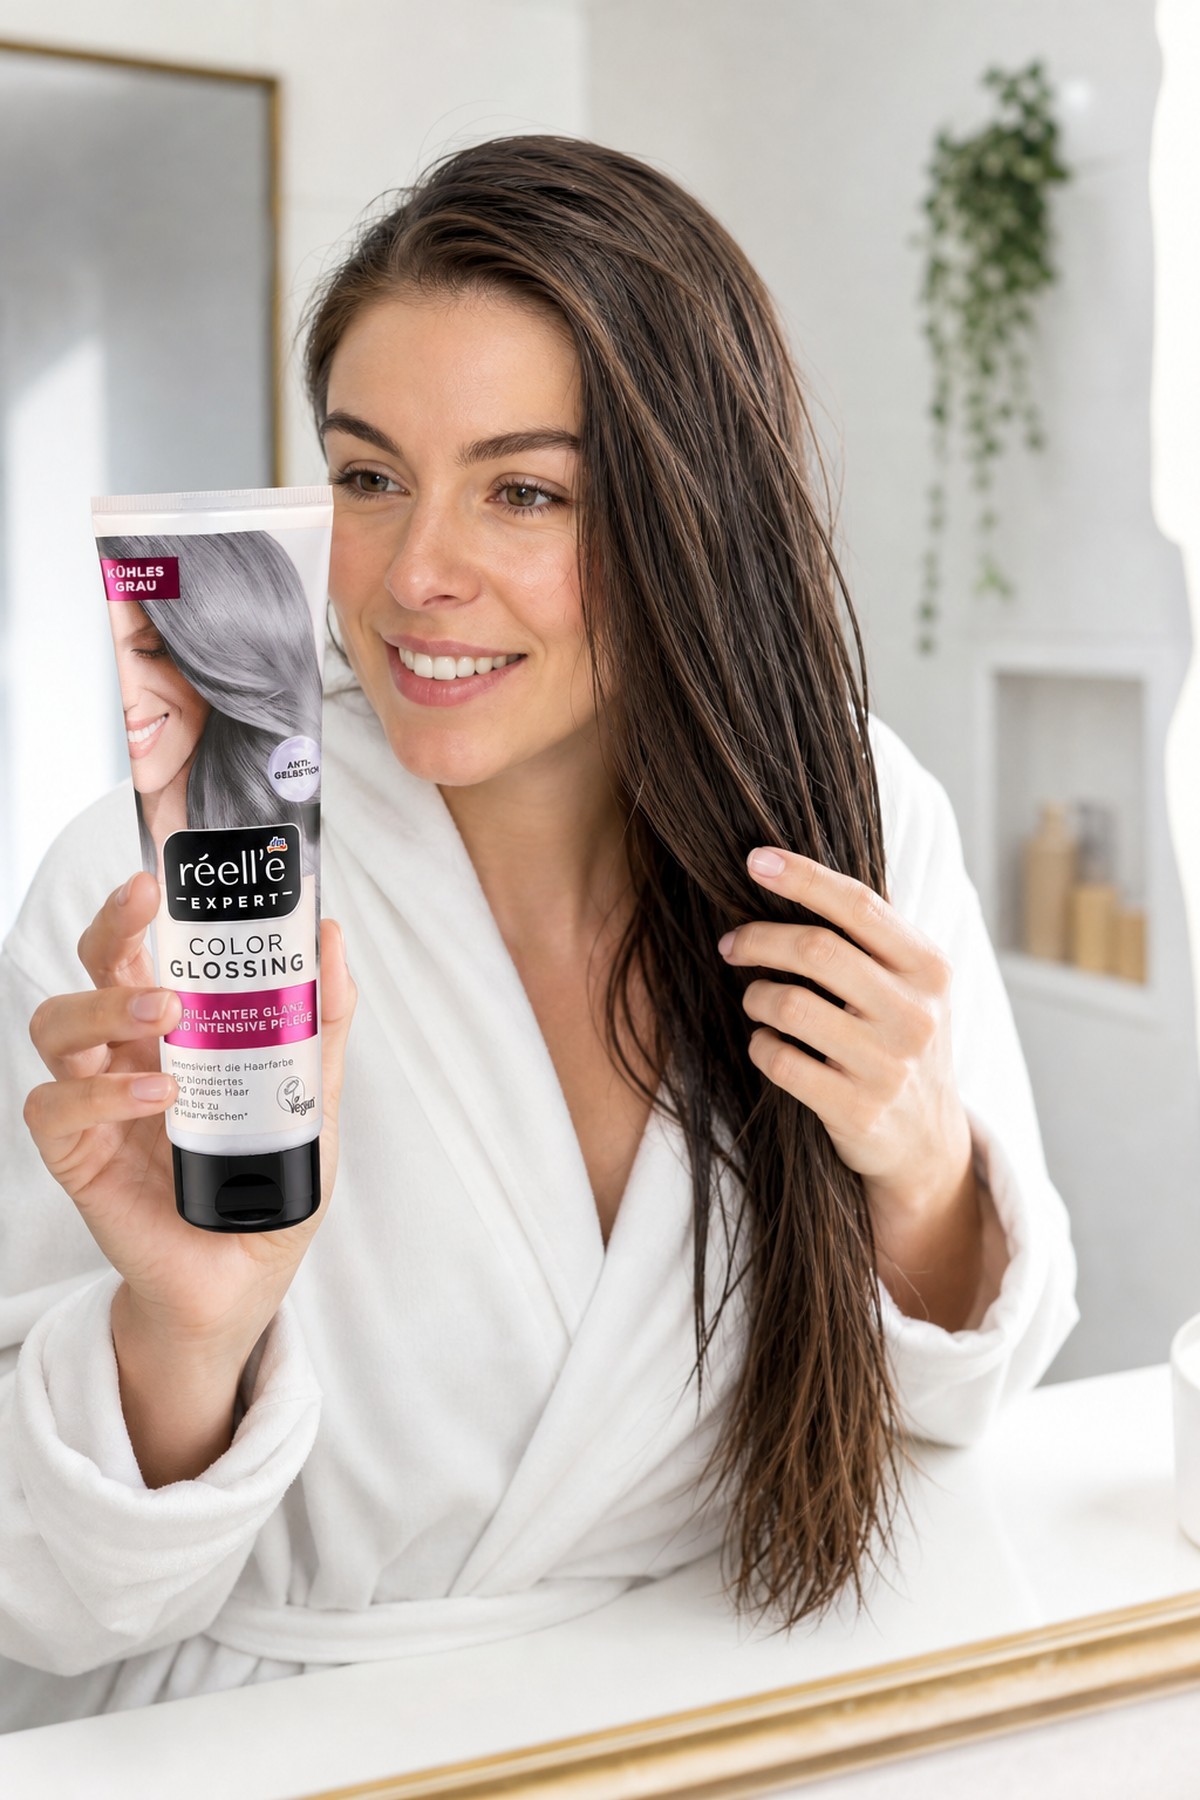 KÜHLES
GRAU
ANTI-
GELBSTICH
dm
réell'e
EXPERT
COLOR
GLOSSING
RILLANTER GLANZ
ND INTENSIVE PFLEGE
Intensiviert die Haarfarbe
Für blondiertes
nd graues Haar
Hält bis zu
8 Haarwäschen*
Vegan